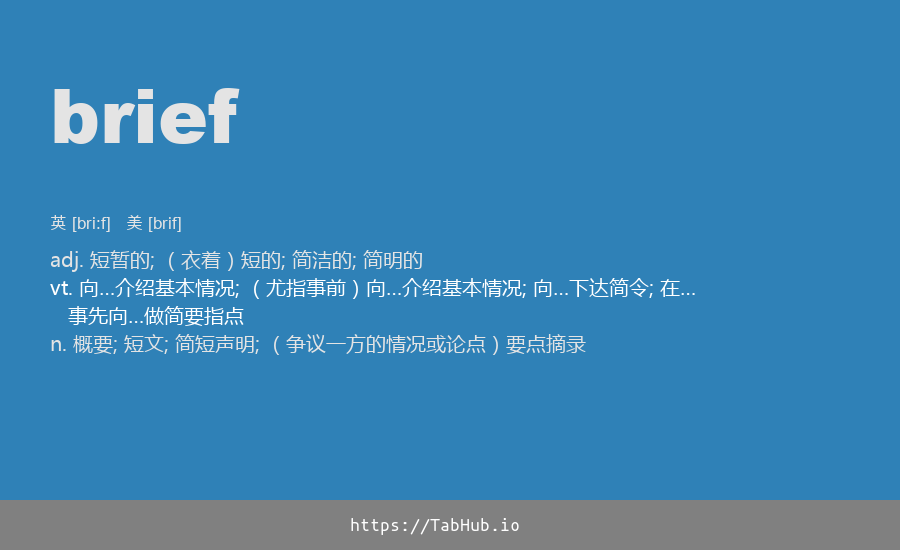 brief
英 [bri:f] 美 [brif]
adj. 短暂的; （衣着）短的; 简洁的; 简明的
vt. 向…介绍基本情况; （尤指事前）向…介绍基本情况; 向…下达简令; 在…
事先向…做简要指点
n. 概要; 短文; 简短声明; （争议一方的情况或论点）要点摘录
https://TabHub.io